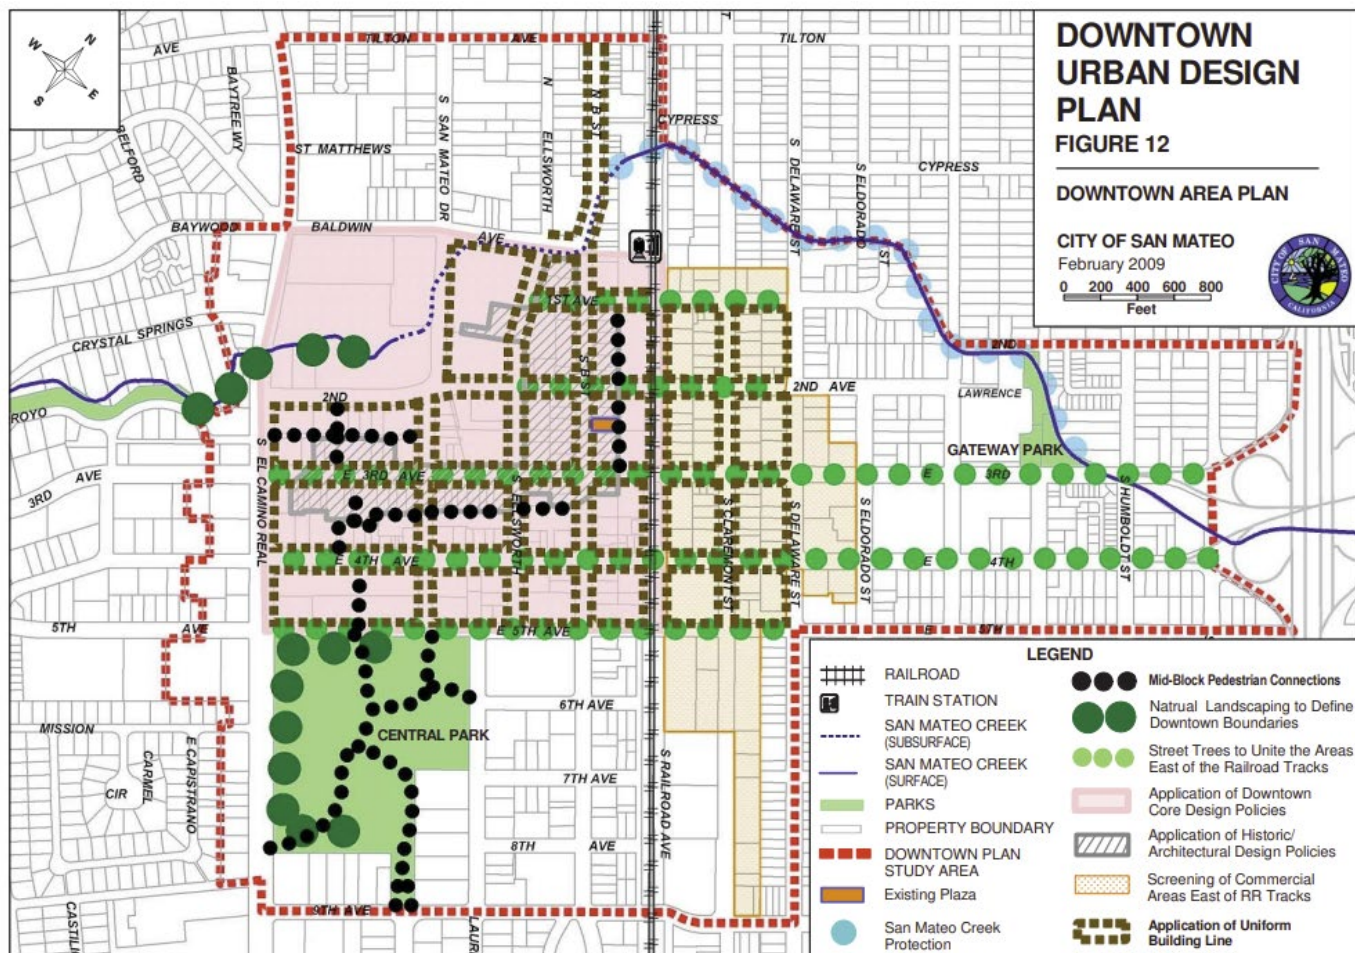 DOWNTOWN
URBAN DESIGN
PLAN
FIGURE 12
DOWNTOWN AREA PLAN
CITY OF SAN MATEO
February 2009
0 200 400 600 800
Feet
CITY OF SAN MATEO
CALIFORNIA
W
N
S
E
AVE
TILTON
AVE
TILTON
BAYTREE WY
BELFORD
ST MATTHEWS
S SAN MATEO DR
N
ELLSWORTH
N B ST
CYPRESS
S DELAWARE ST
S ELDORADO
ST
CYPRESS
BAYWOOD
BALDWIN
AVE
CRYSTAL SPRINGS
1ST AVE
2ND
ROYO
2ND
S B ST
2ND AVE
LAWRENCE
GATEWAY PARK
3RD
AVE
S EL CAMINO REAL
E 3RD AVE
S ELLSWORTH
S CLAREMONT ST
S DELAWARE ST
S ELDORADO ST
E 3RD
S HUMBOLDT ST
E 4TH AVE
E 4TH
5TH AVE
E 5TH AVE
E 5TH
MISSION
CARMEL
CIR
E CAPISTRANO
CENTRAL PARK
6TH AVE
7TH AVE
8TH AVE
S RAILROAD AVE
9TH AVE
LAUR
CASTILI
LEGEND
RAILROAD
TRAIN STATION
SAN MATEO CREEK
(SUBSURFACE)
SAN MATEO CREEK
(SURFACE)
PARKS
PROPERTY BOUNDARY
DOWNTOWN PLAN
STUDY AREA
Existing Plaza
San Mateo Creek
Protection
Mid-Block Pedestrian Connections
Natrual Landscaping to Define
Downtown Boundaries
Street Trees to Unite the Areas
East of the Railroad Tracks
Application of Downtown
Core Design Policies
Application of Historic/
Architectural Design Policies
Screening of Commercial
Areas East of RR Tracks
Application of Uniform
Building Line